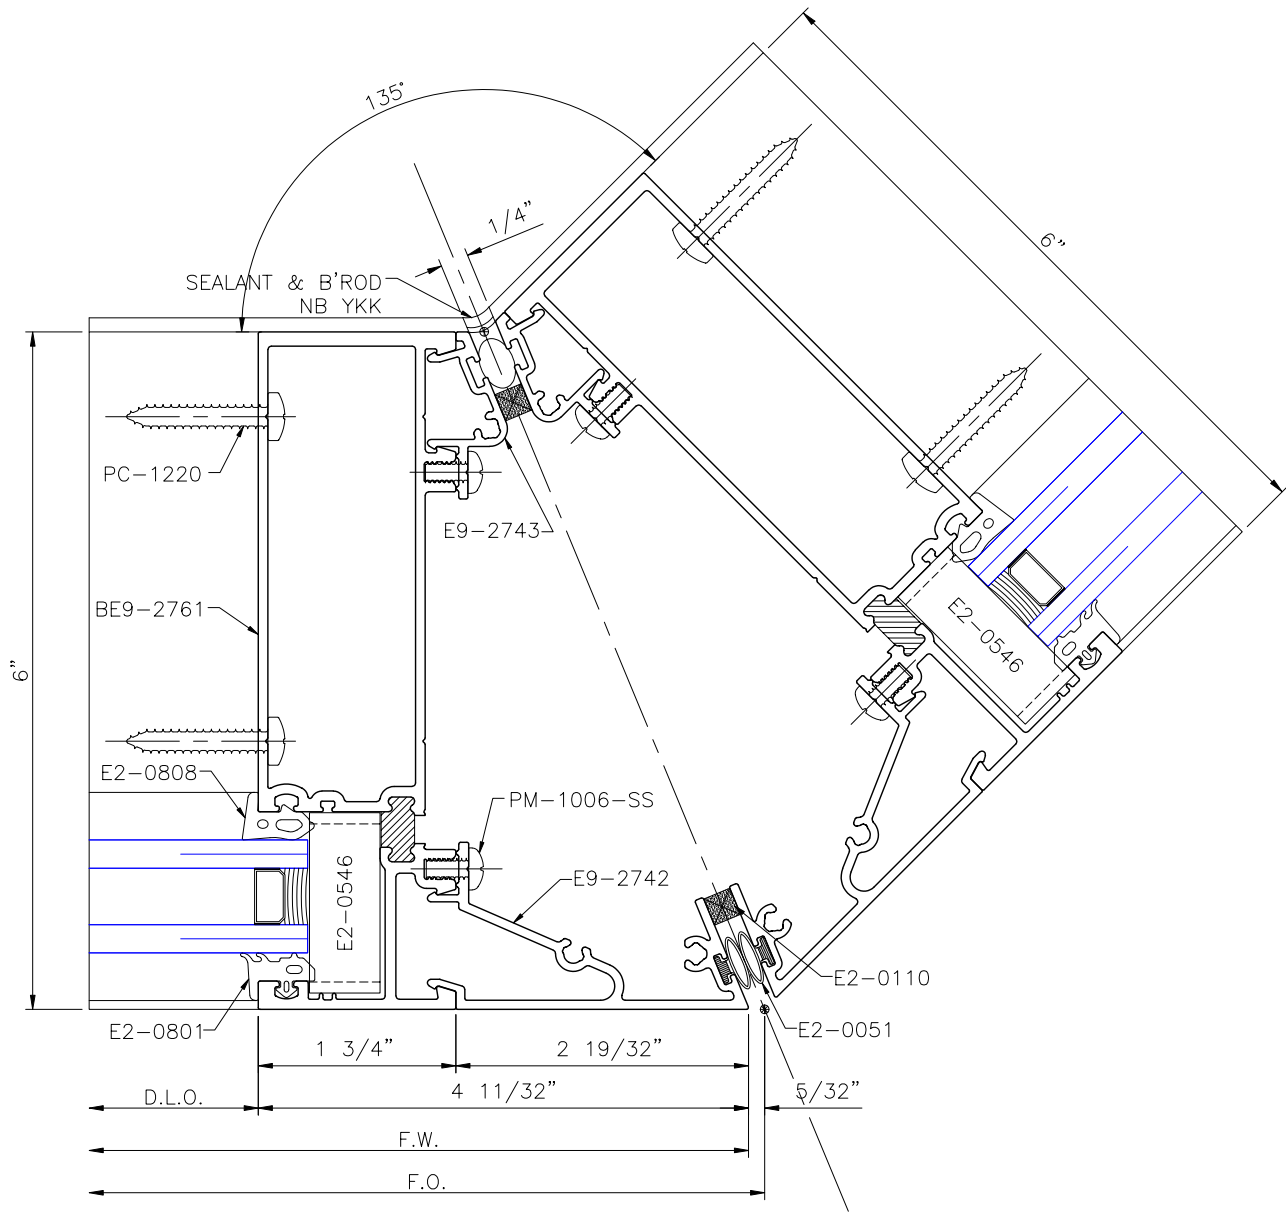 135°
1/4"
6"
SEALANT & B'ROD
NB YKK
PC-1220
E9-2743
BE9-2761
6"
E2-0546
E2-0808
PM-1006-SS
E9-2742
E2-0546
E2-0110
E2-0801
E2-0051
1 3/4"
2 19/32"
D.L.O.
4 11/32"
5/32"
F.W.
F.O.